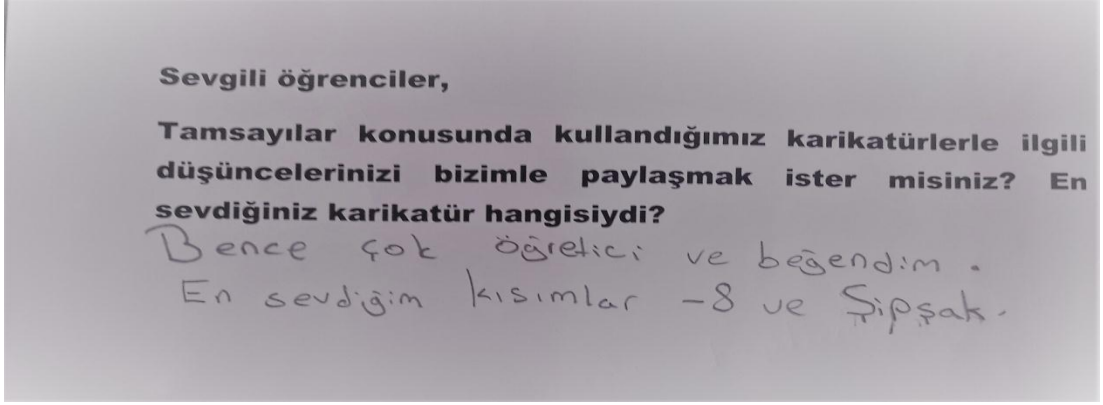 Sevgili öğrenciler,
Tamsayılar konusunda kullandığımız karikatürlerle ilgili
düşüncelerinizi bizimle paylaşmak ister misiniz? En
sevdiğiniz karikatür hangisiydi?
Bence çok öğretici ve beğendim.
En sevdiğim kısımlar -8 ve Şipşak.